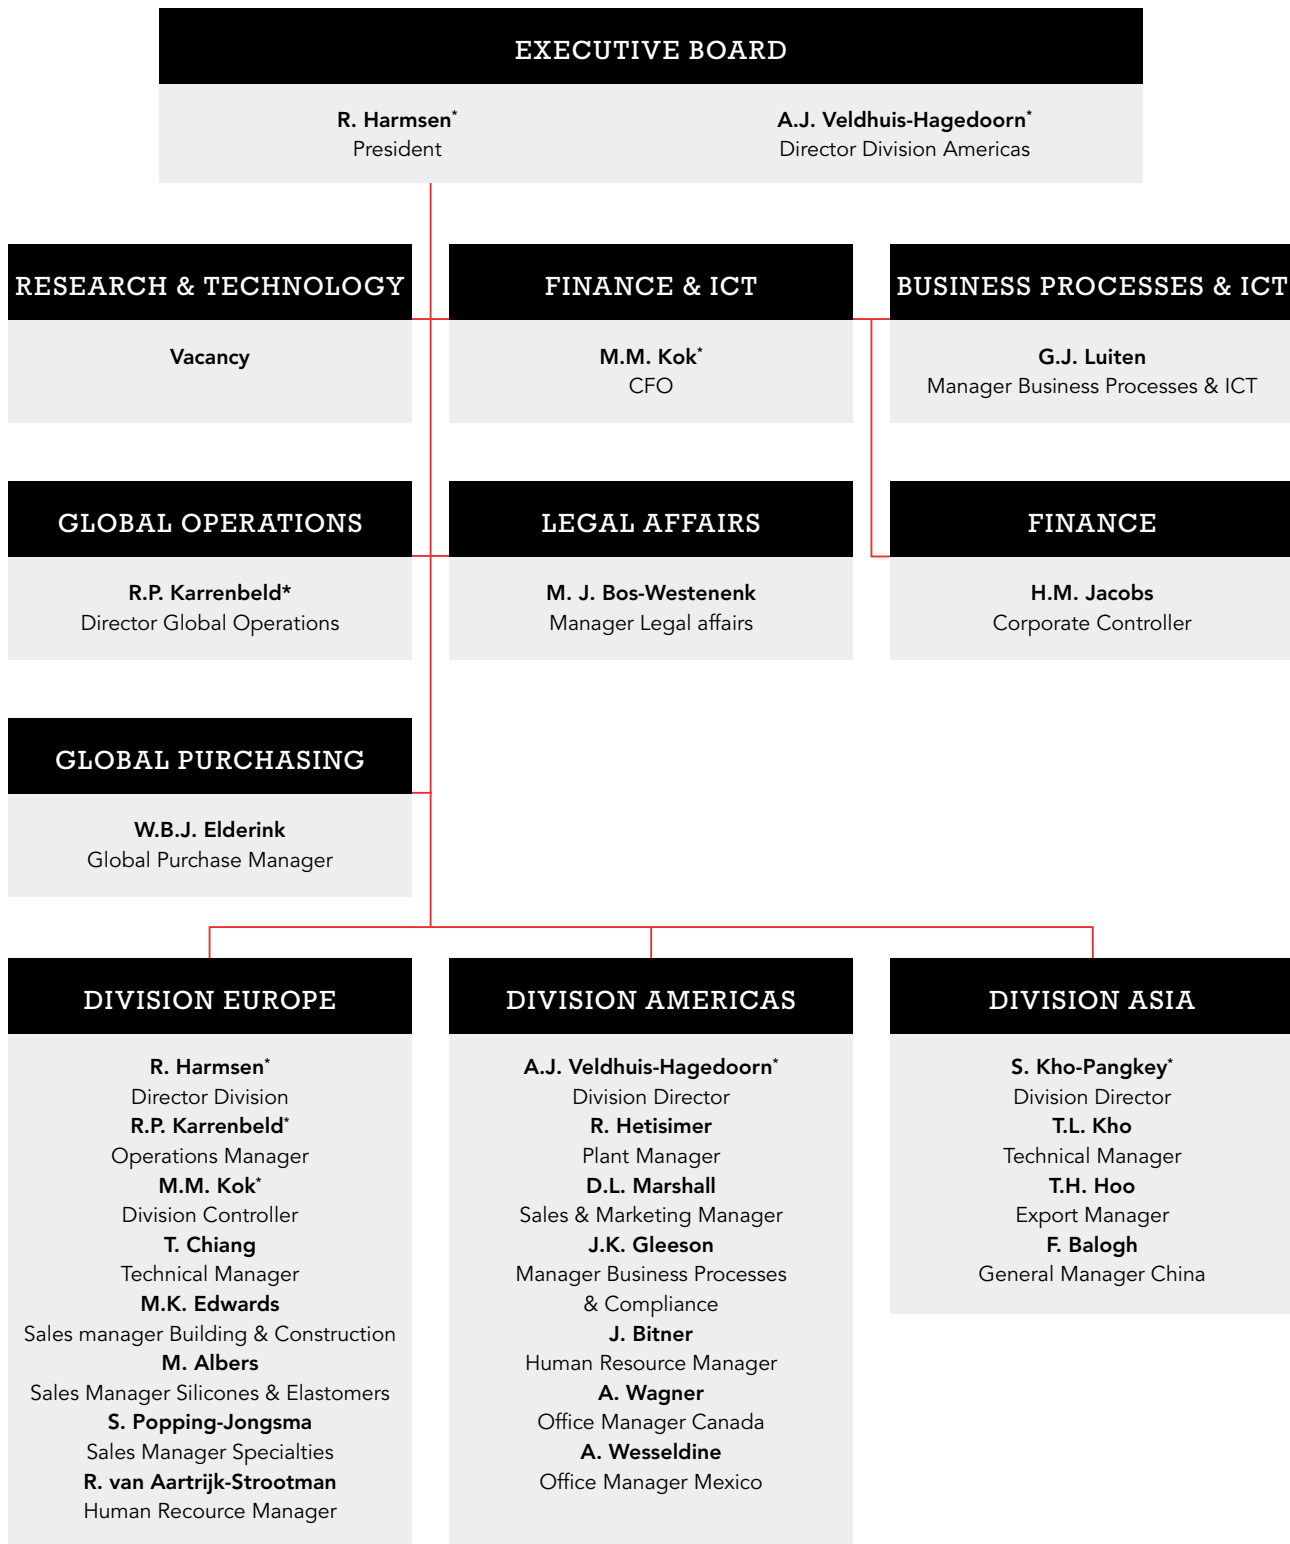 EXECUTIVE BOARD
R. Harmsen*
President
A.J. Veldhuis-Hagedoorn*
Director Division Americas
RESEARCH & TECHNOLOGY
Vacancy
FINANCE & ICT
M.M. Kok*
CFO
BUSINESS PROCESSES & ICT
G.J. Luiten
Manager Business Processes & ICT
GLOBAL OPERATIONS
R.P. Karrenbeld*
Director Global Operations
LEGAL AFFAIRS
M. J. Bos-Westenenk
Manager Legal affairs
FINANCE
H.M. Jacobs
Corporate Controller
GLOBAL PURCHASING
W.B.J. Elderink
Global Purchase Manager
DIVISION EUROPE
R. Harmsen*
Director Division
R.P. Karrenbeld*
Operations Manager
M.M. Kok*
Division Controller
T. Chiang
Technical Manager
M.K. Edwards
Sales manager Building & Construction
M. Albers
Sales Manager Silicones & Elastomers
S. Popping-Jongsma
Sales Manager Specialties
R. van Aartrijk-Strootman
Human Recource Manager
DIVISION AMERICAS
A.J. Veldhuis-Hagedoorn*
Division Director
R. Hetisimer
Plant Manager
D.L. Marshall
Sales & Marketing Manager
J.K. Gleeson
Manager Business Processes
& Compliance
J. Bitner
Human Resource Manager
A. Wagner
Office Manager Canada
A. Wesseldine
Office Manager Mexico
DIVISION ASIA
S. Kho-Pangkey*
Division Director
T.L. Kho
Technical Manager
T.H. Hoo
Export Manager
F. Balogh
General Manager China